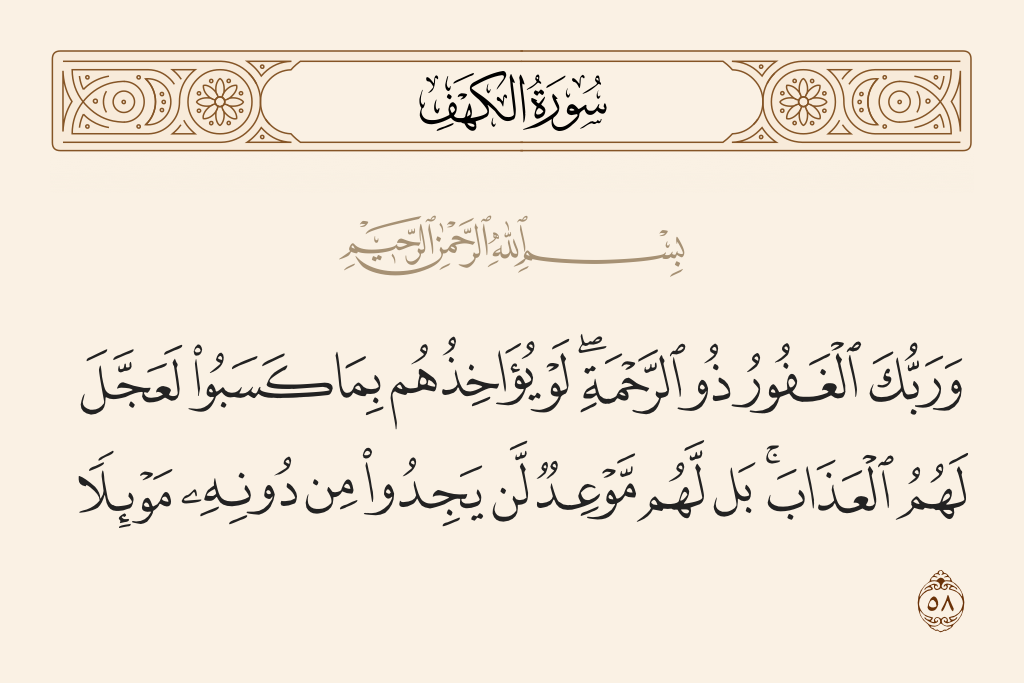 سُورَةُ الكَهْفِ
بِسْمِ ٱللَّهِ ٱلرَّحْمَٰنِ ٱلرَّحِيمِ
وَرَبُّكَ ٱلْغَفُورُ ذُو ٱلرَّحْمَةِۖ لَوْ يُؤَاخِذُهُم بِمَا كَسَبُوا۟ لَعَجَّلَ
لَهُمُ ٱلْعَذَابَۚ بَل لَّهُم مَّوْعِدٌ لَّن يَجِدُوا۟ مِن دُونِهِۦ مَوْئِلًا
٥٨